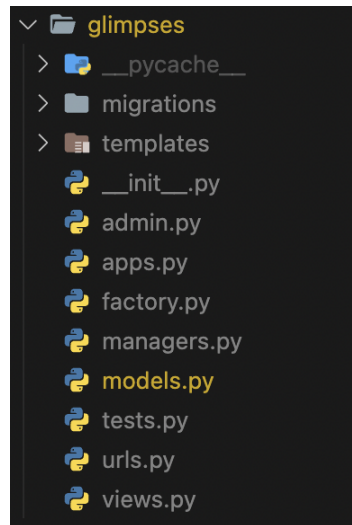 glimpses
__pycache__
migrations
templates
__init__.py
admin.py
apps.py
factory.py
managers.py
models.py
tests.py
urls.py
views.py